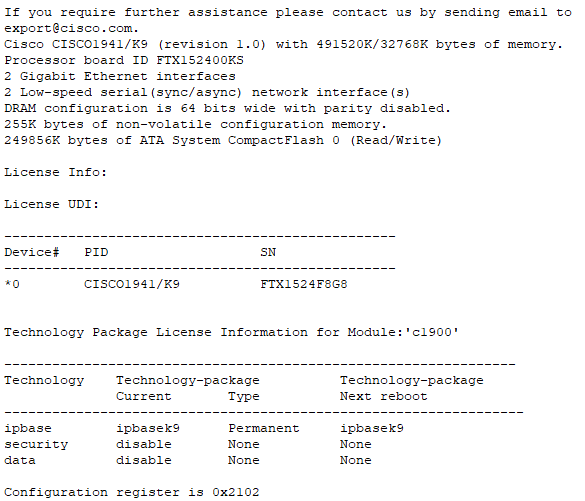 If you require further assistance please contact us by sending email to
export@cisco.com.
Cisco CISCO1941/K9 (revision 1.0) with 491520K/32768K bytes of memory.
Processor board ID FTX152400KS
2 Gigabit Ethernet interfaces
2 Low-speed serial(sync/async) network interface(s)
DRAM configuration is 64 bits wide with parity disabled.
255K bytes of non-volatile configuration memory.
249856K bytes of ATA System CompactFlash 0 (Read/Write)
License Info:
License UDI:
-------------------------------------------------
Device#   PID                   SN
-------------------------------------------------
*0        CISCO1941/K9          FTX1524F8G8
Technology Package License Information for Module:'c1900'
----------------------------------------------------------------
Technology    Technology-package          Technology-package
              Current       Type          Next reboot
-----------------------------------------------------------------
ipbase        ipbasek9      Permanent     ipbasek9
security      disable       None          None
data          disable       None          None
Configuration register is 0x2102